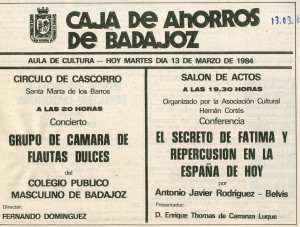 CAJA DE AHORROS
DE BADAJOZ
13.03.8
AULA DE CULTURA – HOY MARTES DIA 13 DE MARZO DE 1984
CIRCULO DE CASCORRO
Santa Marta de los Barros
A LAS 20 HORAS
Concierto
GRUPO DE CAMARA DE
FLAUTAS DULCES
del
COLEGIO PUBLICO
MASCULINO DE BADAJOZ
Director:
FERNANDO DOMINGUEZ
SALON DE ACTOS
A LAS 19,30 HORAS
Organizado por la Asociación Cultural
Hernán Cortés
Conferencia
EL SECRETO DE FATIMA Y
REPERCUSION EN LA
ESPAÑA DE HOY
por
Antonio Javier Rodríguez - Belvis
Presentador:
D. Enrique Thomas de Carranza Luque